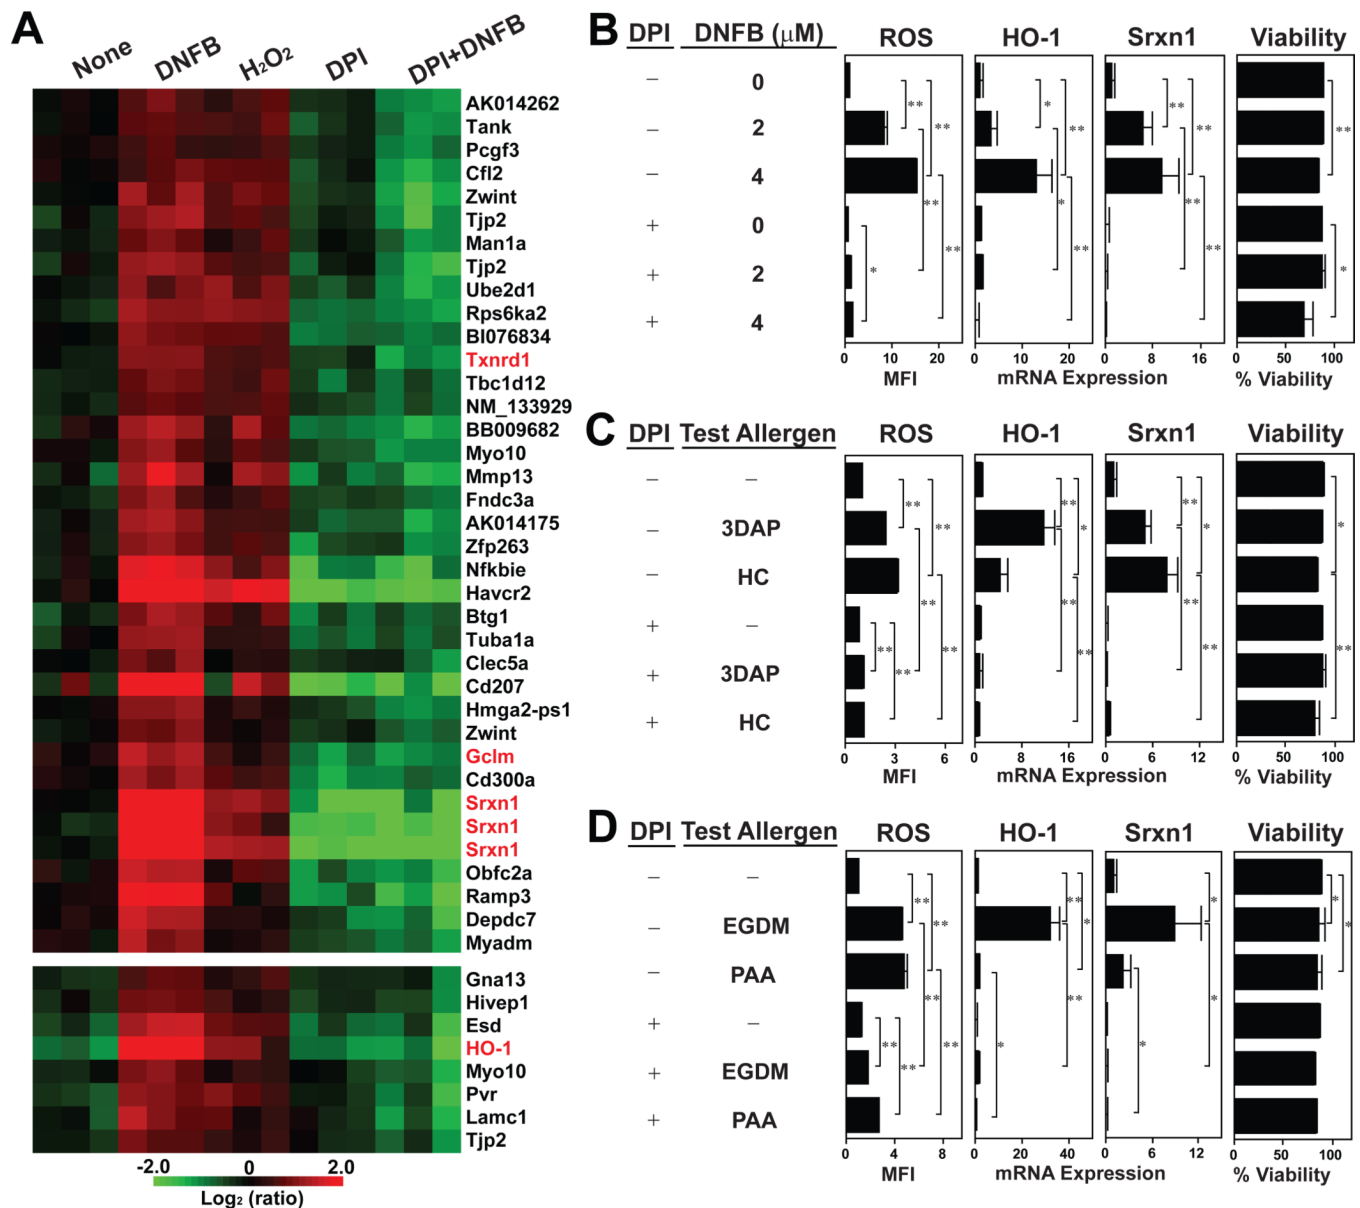 A
None DNFB H₂O₂ DPI DPI+DNFB
AK014262
Tank
Pcgf3
Cfl2
Zwint
Tjp2
Man1a
Tjp2
Ube2d1
Rps6ka2
BI076834
Txnrd1
Tbc1d12
NM_133929
BB009682
Myo10
Mmp13
Fndc3a
AK014175
Zfp263
Nfkbie
Havcr2
Btg1
Tuba1a
Clec5a
Cd207
Hmga2-ps1
Zwint
Gclm
Cd300a
Srxn1
Srxn1
Srxn1
Obfc2a
Ramp3
Depdc7
Myadm
Gna13
Hivep1
Esd
HO-1
Myo10
Pvr
Lamc1
Tjp2
-2.0 0 2.0
Log₂ (ratio)
B
DPI DNFB (μM) ROS HO-1 Srxn1 Viability
− 0
− 2
− 4
+ 0
+ 2
+ 4
** ** ** ** *
* ** * **
** ** ** **
** *
0 10 20 0 10 20 0 8 16 50 100
MFI mRNA Expression % Viability
C
DPI Test Allergen ROS HO-1 Srxn1 Viability
− −
− 3DAP
− HC
+ −
+ 3DAP
+ HC
** ** ** ** ** **
** * ** **
** * ** **
* **
0 3 6 0 8 16 0 6 12 50 100
MFI mRNA Expression % Viability
D
DPI Test Allergen ROS HO-1 Srxn1 Viability
− −
− EGDM
− PAA
+ −
+ EGDM
+ PAA
** ** ** ** ** **
** * ** *
* * *
* *
0 4 8 0 20 40 0 6 12 0 50 100
MFI mRNA Expression % Viability